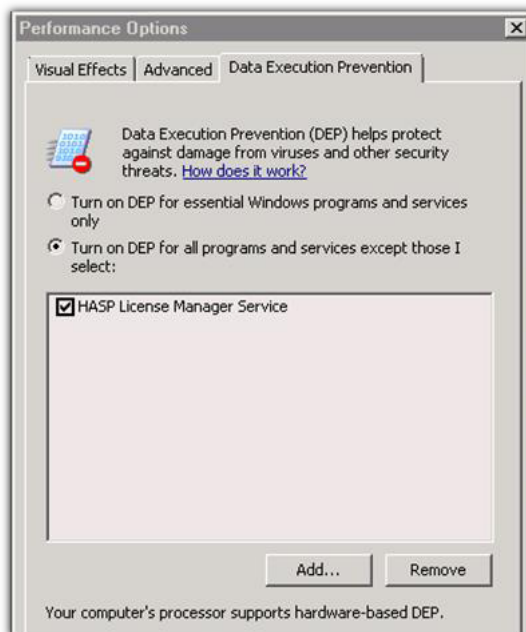 Performance Options
Visual Effects
Advanced
Data Execution Prevention
Data Execution Prevention (DEP) helps protect
against damage from viruses and other security
threats. How does it work?
Turn on DEP for essential Windows programs and services
only
Turn on DEP for all programs and services except those I
select:
HASP License Manager Service
Add...
Remove
Your computer's processor supports hardware-based DEP.